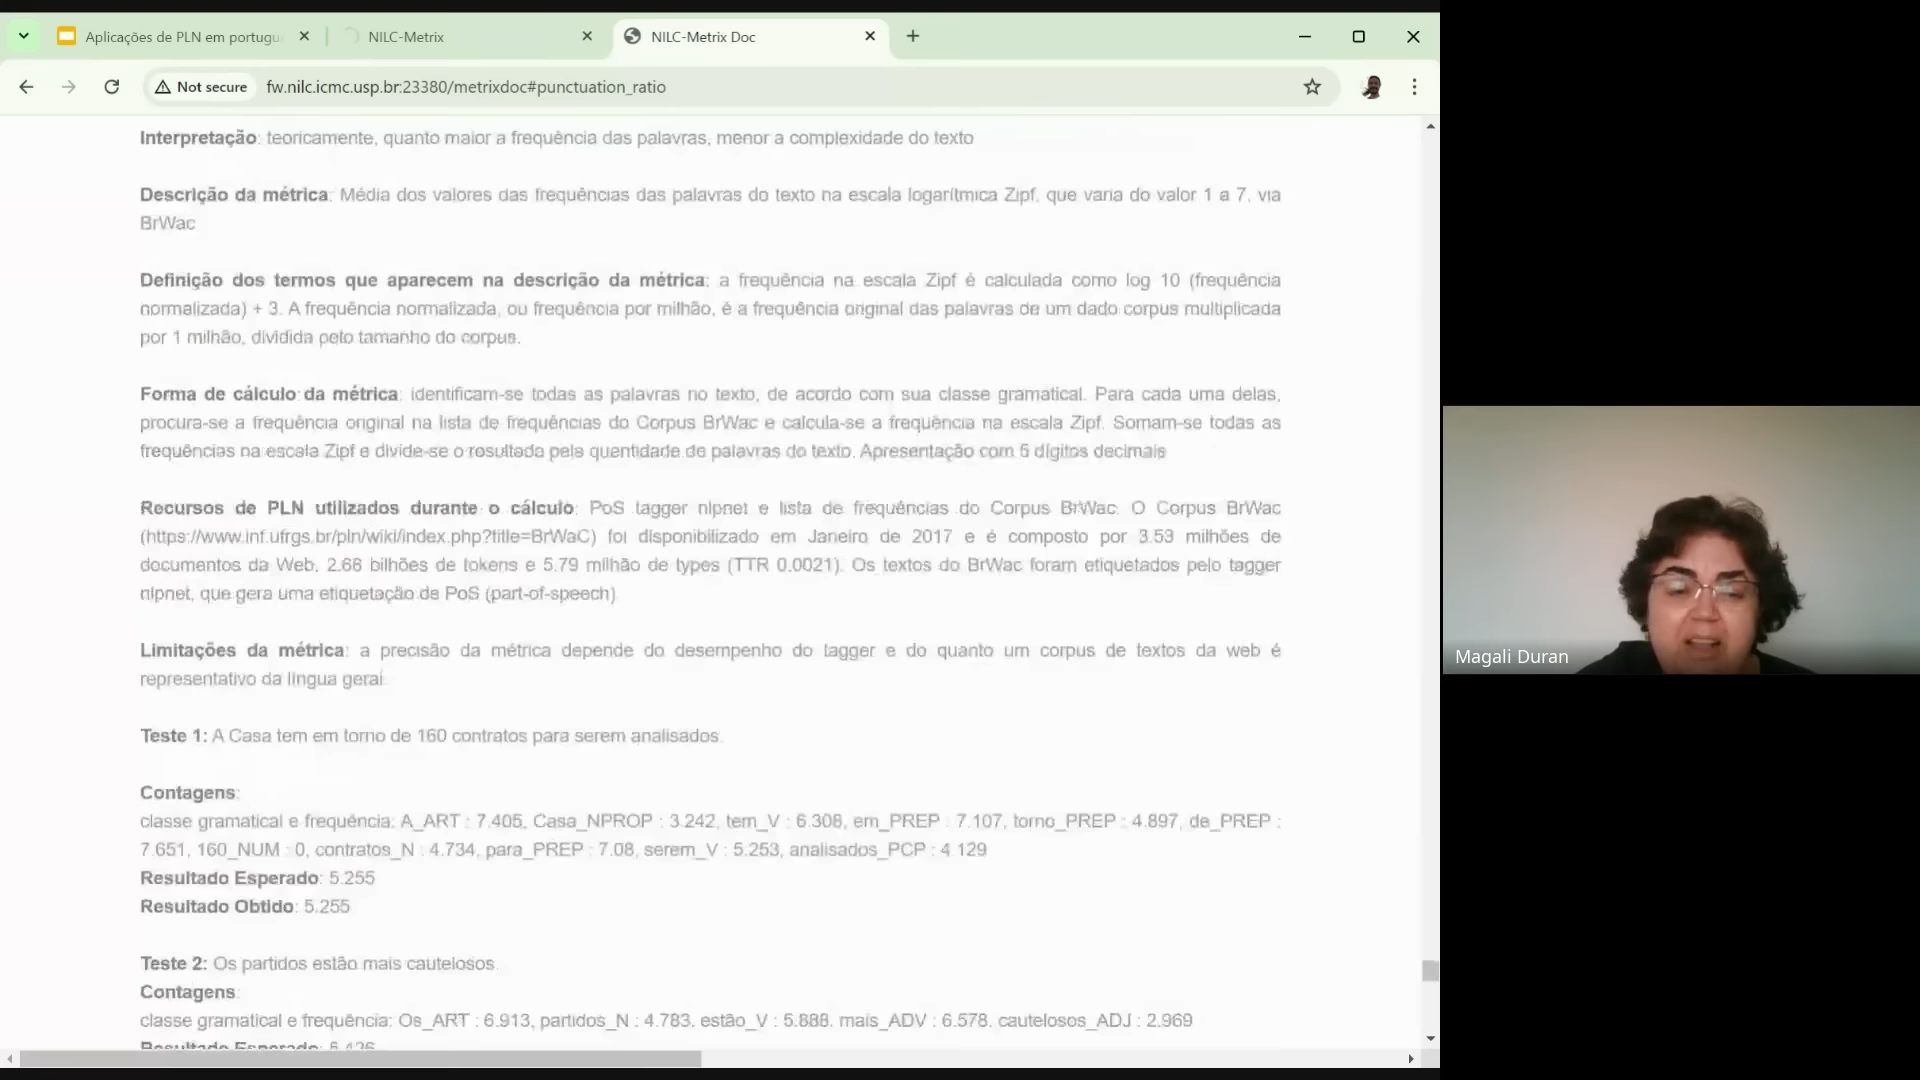 Aplicações de PLN em portugu
NILC-Metrix
NILC-Metrix Doc
Not secure
fw.nilc.icmc.usp.br:23380/metrixdoc#punctuation_ratio
Interpretação: teoricamente, quanto maior a frequência das palavras, menor a complexidade do texto
Descrição da métrica: Média dos valores das frequências das palavras do texto na escala logarítmica Zipf, que varia do valor 1 a 7, via
BrWac
Definição dos termos que aparecem na descrição da métrica: a frequência na escala Zipf é calculada como log 10 (frequência
normalizada) + 3. A frequência normalizada, ou frequência por milhão, é a frequência original das palavras de um dado corpus multiplicada
por 1 milhão, dividida pelo tamanho do corpus.
Forma de cálculo da métrica: identificam-se todas as palavras no texto, de acordo com sua classe gramatical. Para cada uma delas,
procura-se a frequência original na lista de frequências do Corpus BrWac e calcula-se a frequência na escala Zipf. Somam-se todas as
frequências na escala Zipf e divide-se o resultado pela quantidade de palavras do texto. Apresentação com 5 dígitos decimais
Recursos de PLN utilizados durante o cálculo: PoS tagger nlpnet e lista de frequências do Corpus BrWac. O Corpus BrWac
(https://www.inf.ufrgs.br/pln/wiki/index.php?title=BrWaC) foi disponibilizado em Janeiro de 2017 e é composto por 3.53 milhões de
documentos da Web, 2.68 bilhões de tokens e 5.79 milhão de types (TTR 0.0021). Os textos do BrWac foram etiquetados pelo tagger
nlpnet, que gera uma etiquetação de PoS (part-of-speech)
Limitações da métrica: a precisão da métrica depende do desempenho do tagger e do quanto um corpus de textos da web é
representativo da língua geral
Teste 1: A Casa tem em torno de 160 contratos para serem analisados.
Contagens:
classe gramatical e frequência: A_ART : 7.405, Casa_NPROP : 3.242, tem_V : 6.308, em_PREP : 7.107, torno_PREP : 4.897, de_PREP :
7.651, 160_NUM : 0, contratos_N : 4.734, para_PREP : 7.08, serem_V : 5.253, analisados_PCP : 4.129
Resultado Esperado: 5.255
Resultado Obtido: 5.255
Teste 2: Os partidos estão mais cautelosos.
Contagens:
classe gramatical e frequência: Os_ART : 6.913, partidos_N : 4.783, estão_V : 5.888, mais_ADV : 6.578, cautelosos_ADJ : 2.969
Resultado Esperado: 5.426
Magali Duran